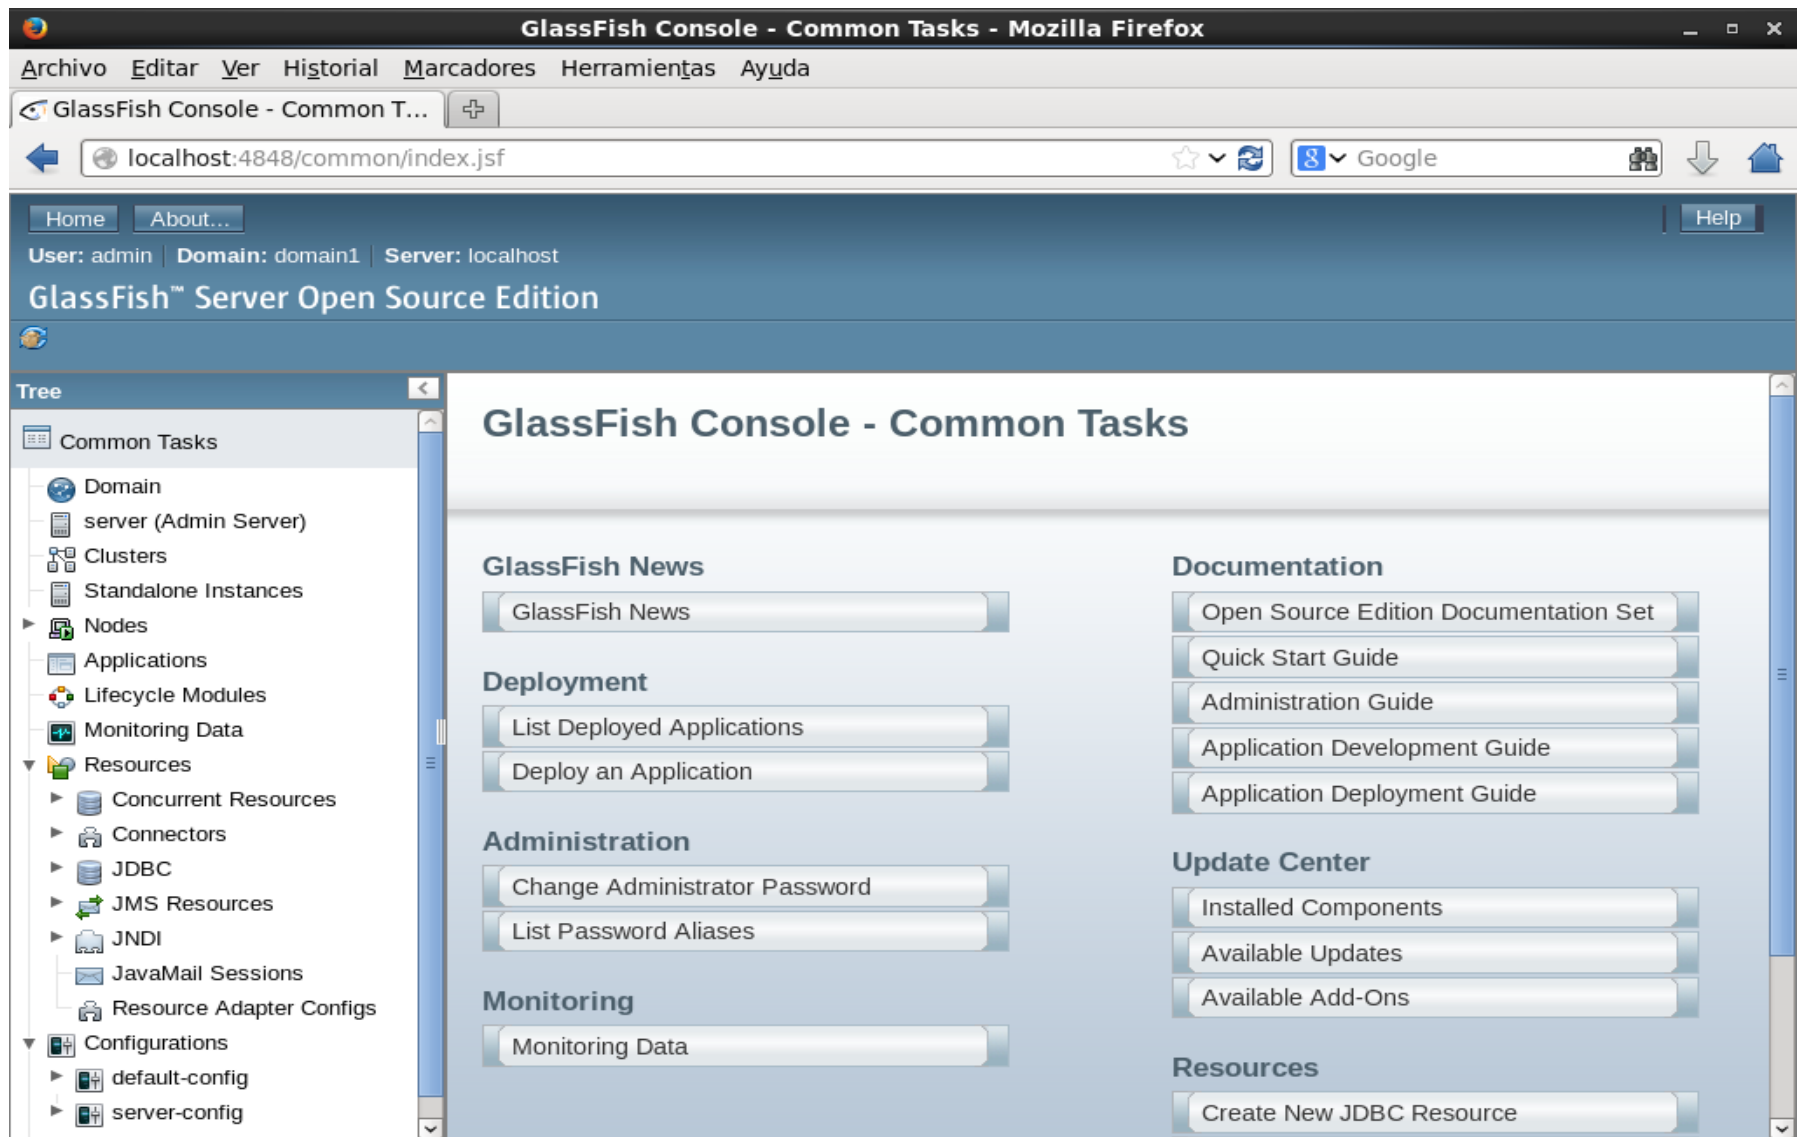 GlassFish Console - Common Tasks - Mozilla Firefox
Archivo Editar Ver Historial Marcadores Herramientas Ayuda
GlassFish Console - Common T...
localhost:4848/common/index.jsf
Google
Home About... Help
User: admin Domain: domain1 Server: localhost
GlassFish™ Server Open Source Edition
Tree
Common Tasks
Domain
server (Admin Server)
Clusters
Standalone Instances
Nodes
Applications
Lifecycle Modules
Monitoring Data
Resources
Concurrent Resources
Connectors
JDBC
JMS Resources
JNDI
JavaMail Sessions
Resource Adapter Configs
Configurations
default-config
server-config
GlassFish Console - Common Tasks
GlassFish News
GlassFish News
Deployment
List Deployed Applications
Deploy an Application
Administration
Change Administrator Password
List Password Aliases
Monitoring
Monitoring Data
Documentation
Open Source Edition Documentation Set
Quick Start Guide
Administration Guide
Application Development Guide
Application Deployment Guide
Update Center
Installed Components
Available Updates
Available Add-Ons
Resources
Create New JDBC Resource